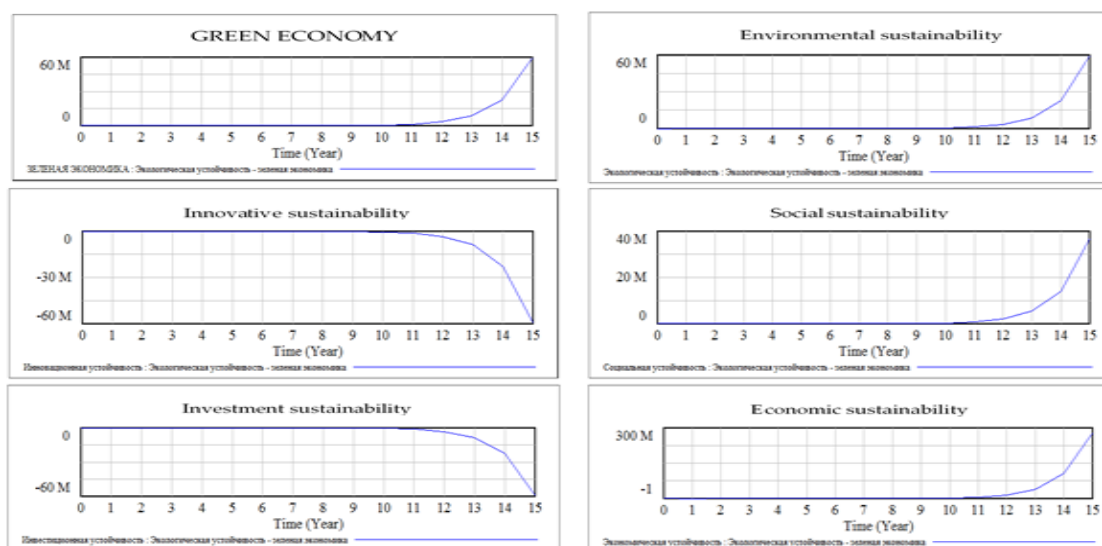 GREEN ECONOMY
60 M
0
0 1 2 3 4 5 6 7 8 9 10 11 12 13 14 15
Time (Year)
ЗЕЛЕНАЯ ЭКОНОМИКА : Экологическая устойчивость - зеленая экономика
Environmental sustainability
60 M
0
0 1 2 3 4 5 6 7 8 9 10 11 12 13 14 15
Time (Year)
Экологическая устойчивость : Экологическая устойчивость - зеленая экономика
Innovative sustainability
0
-30 M
-60 M
0 1 2 3 4 5 6 7 8 9 10 11 12 13 14 15
Time (Year)
Инновационная устойчивость : Экологическая устойчивость - зеленая экономика
Social sustainability
40 M
20 M
0
0 1 2 3 4 5 6 7 8 9 10 11 12 13 14 15
Time (Year)
Социальная устойчивость : Экологическая устойчивость - зеленая экономика
Investment sustainability
0
-60 M
0 1 2 3 4 5 6 7 8 9 10 11 12 13 14 15
Time (Year)
Инвестиционная устойчивость : Экологическая устойчивость - зеленая экономика
Economic sustainability
300 M
-1
0 1 2 3 4 5 6 7 8 9 10 11 12 13 14 15
Time (Year)
Экономическая устойчивость : Экологическая устойчивость - зеленая экономика